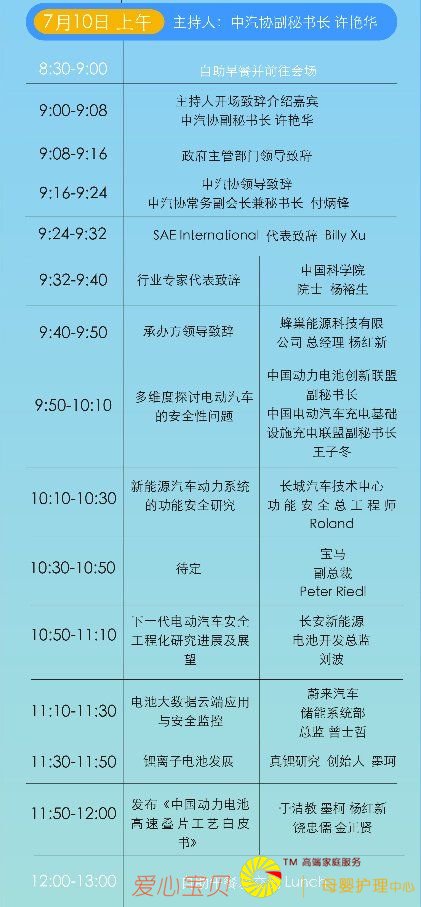 7月10日 上午 主持人：中汽协副秘书长 许艳华
8:30-9:00 自助早餐并前往会场
9:00-9:08
主持人开场致辞介绍嘉宾
中汽协副秘书长 许艳华
9:08-9:16 政府主管部门领导致辞
9:16-9:24
中汽协领导致辞
中汽协常务副会长兼秘书长 付炳锋
9:24-9:32 SAE International 代表致辞 Billy Xu
9:32-9:40 行业专家代表致辞
中国科学院
院士 杨裕生
9:40-9:50 承办方领导致辞
蜂巢能源科技有限
公司 总经理 杨红新
9:50-10:10
多维度探讨电动汽车
的安全性问题
中国动力电池创新联盟
副秘书长
中国电动汽车充电基础
设施充电联盟副秘书长
王子冬
10:10-10:30
新能源汽车动力系统
的功能安全研究
长城汽车技术中心
功能安全总工程师
Roland
10:30-10:50 待定
宝马
副总裁
Peter Riedl
10:50-11:10
下一代电动汽车安全
工程化研究进展及展
望
长安新能源
电池开发总监
刘波
11:10-11:30
电池大数据云端应用
与安全监控
蔚来汽车
储能系统部
总监 曾士哲
11:30-11:50 锂离子电池发展 真锂研究 创始人 墨柯
11:50-12:00
发布《中国动力电池
高速叠片工艺白皮
书》
于清教 墨柯 杨红新
饶忠儒 金正贤
12:00-13:00 自助午餐 Lunch
爱心宝贝 TM 高端家庭服务
母婴护理中心